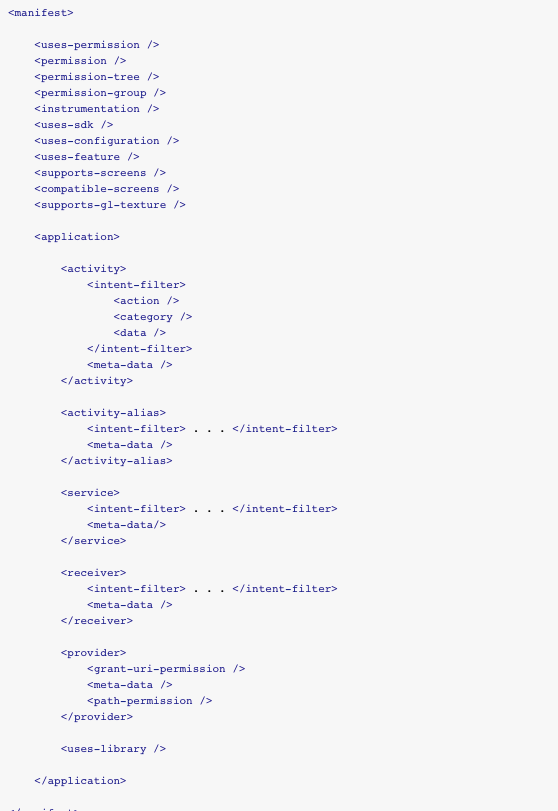 <manifest>

    <uses-permission />
    <permission />
    <permission-tree />
    <permission-group />
    <instrumentation />
    <uses-sdk />
    <uses-configuration />
    <uses-feature />
    <supports-screens />
    <compatible-screens />
    <supports-gl-texture />

    <application>

        <activity>
            <intent-filter>
                <action />
                <category />
                <data />
            </intent-filter>
            <meta-data />
        </activity>

        <activity-alias>
            <intent-filter> . . . </intent-filter>
            <meta-data />
        </activity-alias>

        <service>
            <intent-filter> . . . </intent-filter>
            <meta-data/>
        </service>

        <receiver>
            <intent-filter> . . . </intent-filter>
            <meta-data />
        </receiver>

        <provider>
            <grant-uri-permission />
            <meta-data />
            <path-permission />
        </provider>

        <uses-library />

    </application>